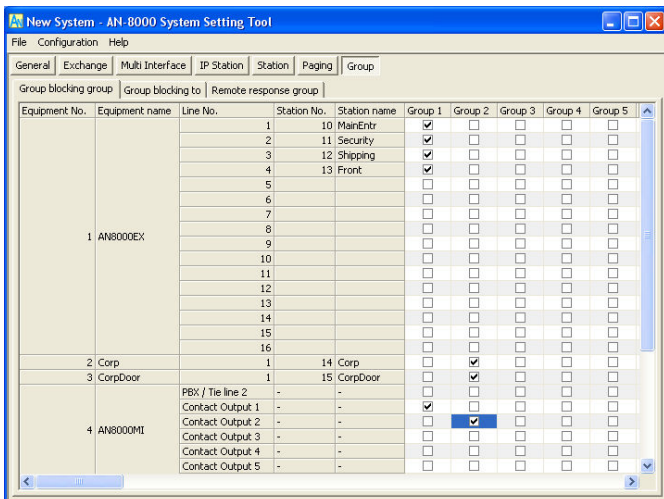 New System - AN-8000 System Setting Tool
File Configuration Help
General Exchange Multi Interface IP Station Station Paging Group
Group blocking group Group blocking to Remote response group
Equipment No. Equipment name Line No. Station No. Station name Group 1 Group 2 Group 3 Group 4 Group 5
1 10 MainEntr
2 11 Security
3 12 Shipping
4 13 Front
5
6
7
8
1 AN8000EX
9
10
11
12
13
14
15
16
2 Corp 1 14 Corp
3 CorpDoor 1 15 CorpDoor
PBX / Tie line 2 - -
Contact Output 1 - -
4 AN8000MI Contact Output 2 - -
Contact Output 3 - -
Contact Output 4 - -
Contact Output 5 - -